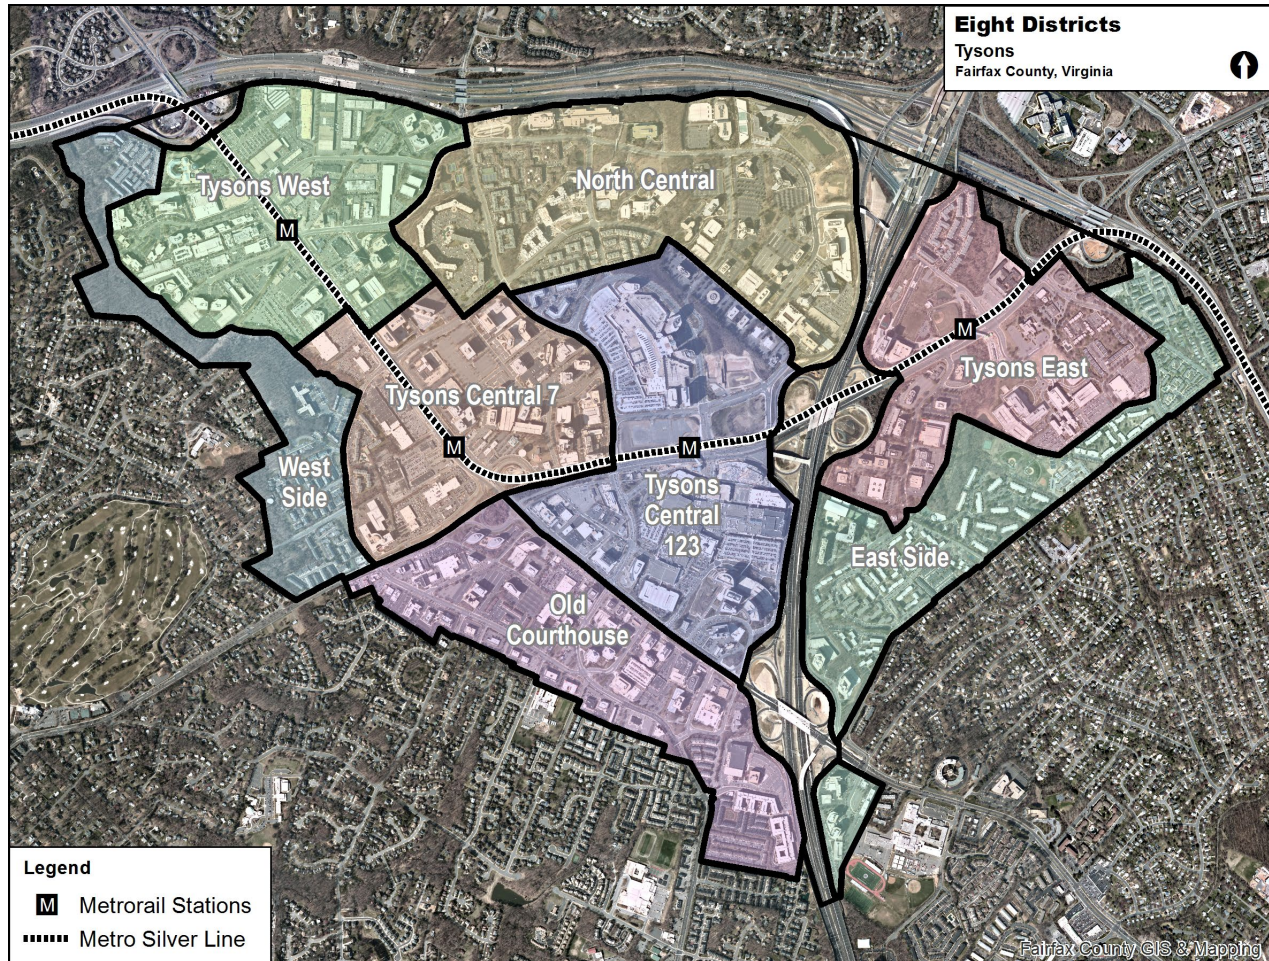 Eight Districts
Tysons
Fairfax County, Virginia
Tysons West
M
North Central
M
Tysons East
Tysons Central 7
M
M
West
Side
Tysons
Central
123
East Side
Old
Courthouse
Legend
M Metrorail Stations
Metro Silver Line
Fairfax County GIS & Mapping